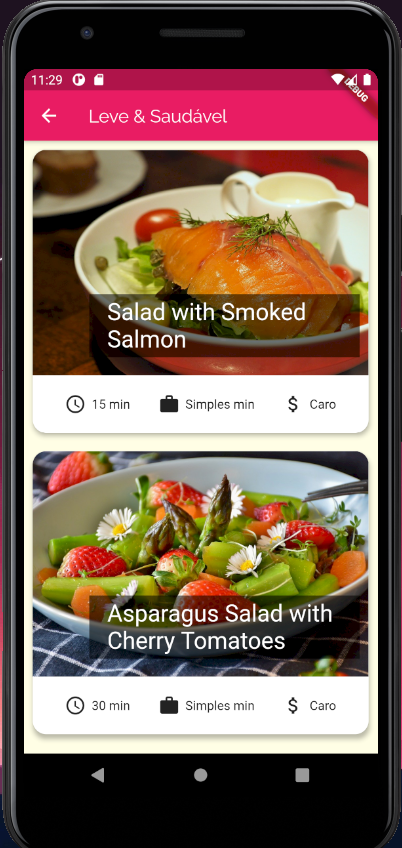 11:29
DEBUG
Leve & Saudável
Salad with Smoked
Salmon
15 min Simples min Caro
Asparagus Salad with
Cherry Tomatoes
30 min Simples min Caro